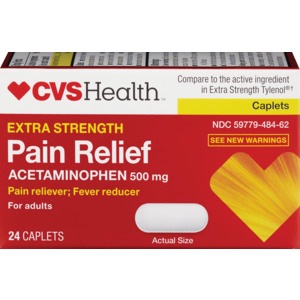 CVSHealth™
Compare to the active ingredient
in Extra Strength Tylenol®†
Caplets
NDC 59779-484-62
SEE NEW WARNINGS
EXTRA STRENGTH
Pain Relief
ACETAMINOPHEN 500 mg
Pain reliever; Fever reducer
For adults
24 CAPLETS
Actual Size